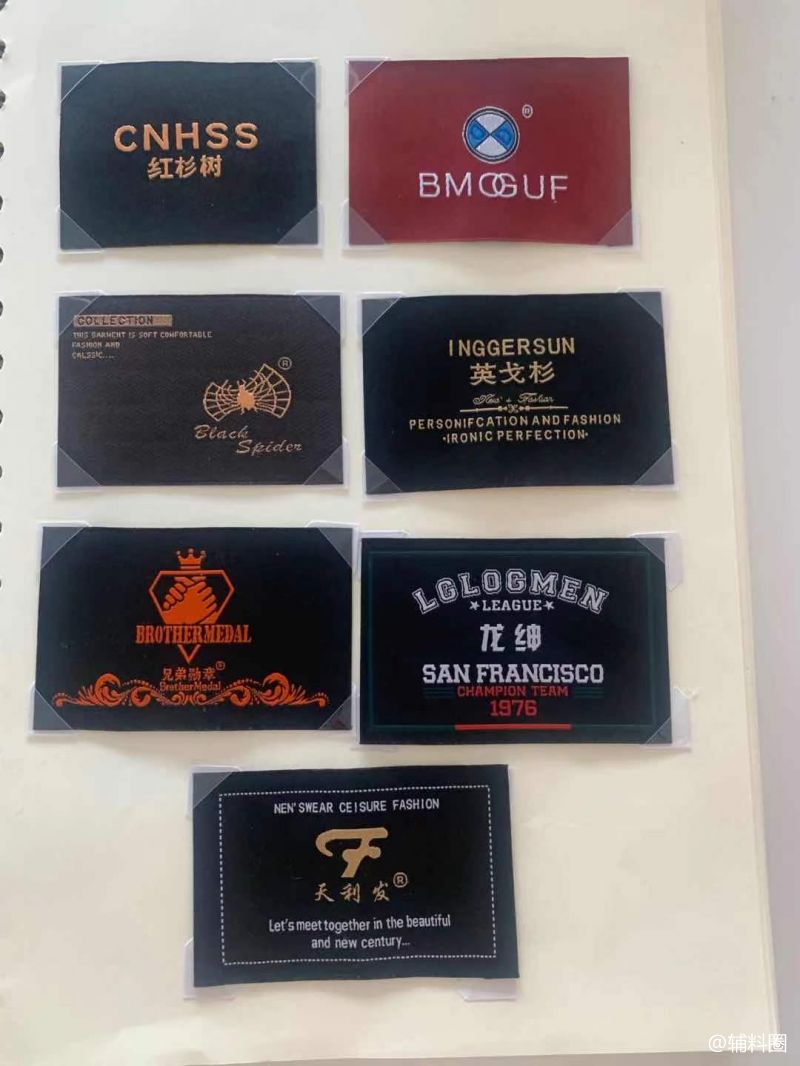 CNHSS
红杉树
®
BMOGUF
COLLECTION
THIS GARMENT IS SOFT COMFORTABLE
FASHION AND
CALSSIC....
®
Black
Spider
INGGERSUN
英戈杉
PERSONIFCATION AND FASHION
·IRONIC PERFECTION·
BROTHERMEDAL
兄弟勋章®
BrotherMedal
LGLOGMEN
★LEAGUE★
龙绅
SAN FRANCISCO
CHAMPION TEAM
1976
NEN'SWEAR CEISURE FASHION
天利发®
Let's meet together in the beautiful
and new century...
@辅料圈